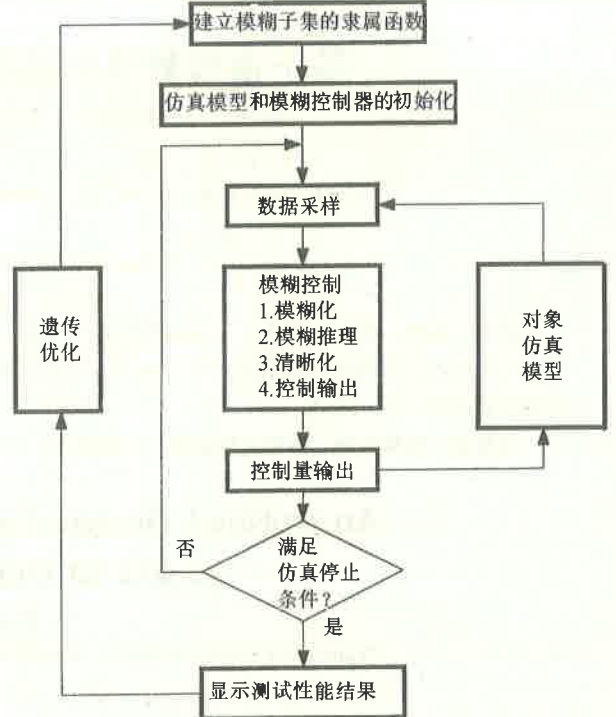 建立模糊子集的隶属函数
仿真模型和模糊控制器的初始化
数据采样
模糊控制
1.模糊化
2.模糊推理
3.清晰化
4.控制输出
遗传
优化
对象
仿真
模型
控制量输出
否
满足
仿真停止
条件?
是
显示测试性能结果